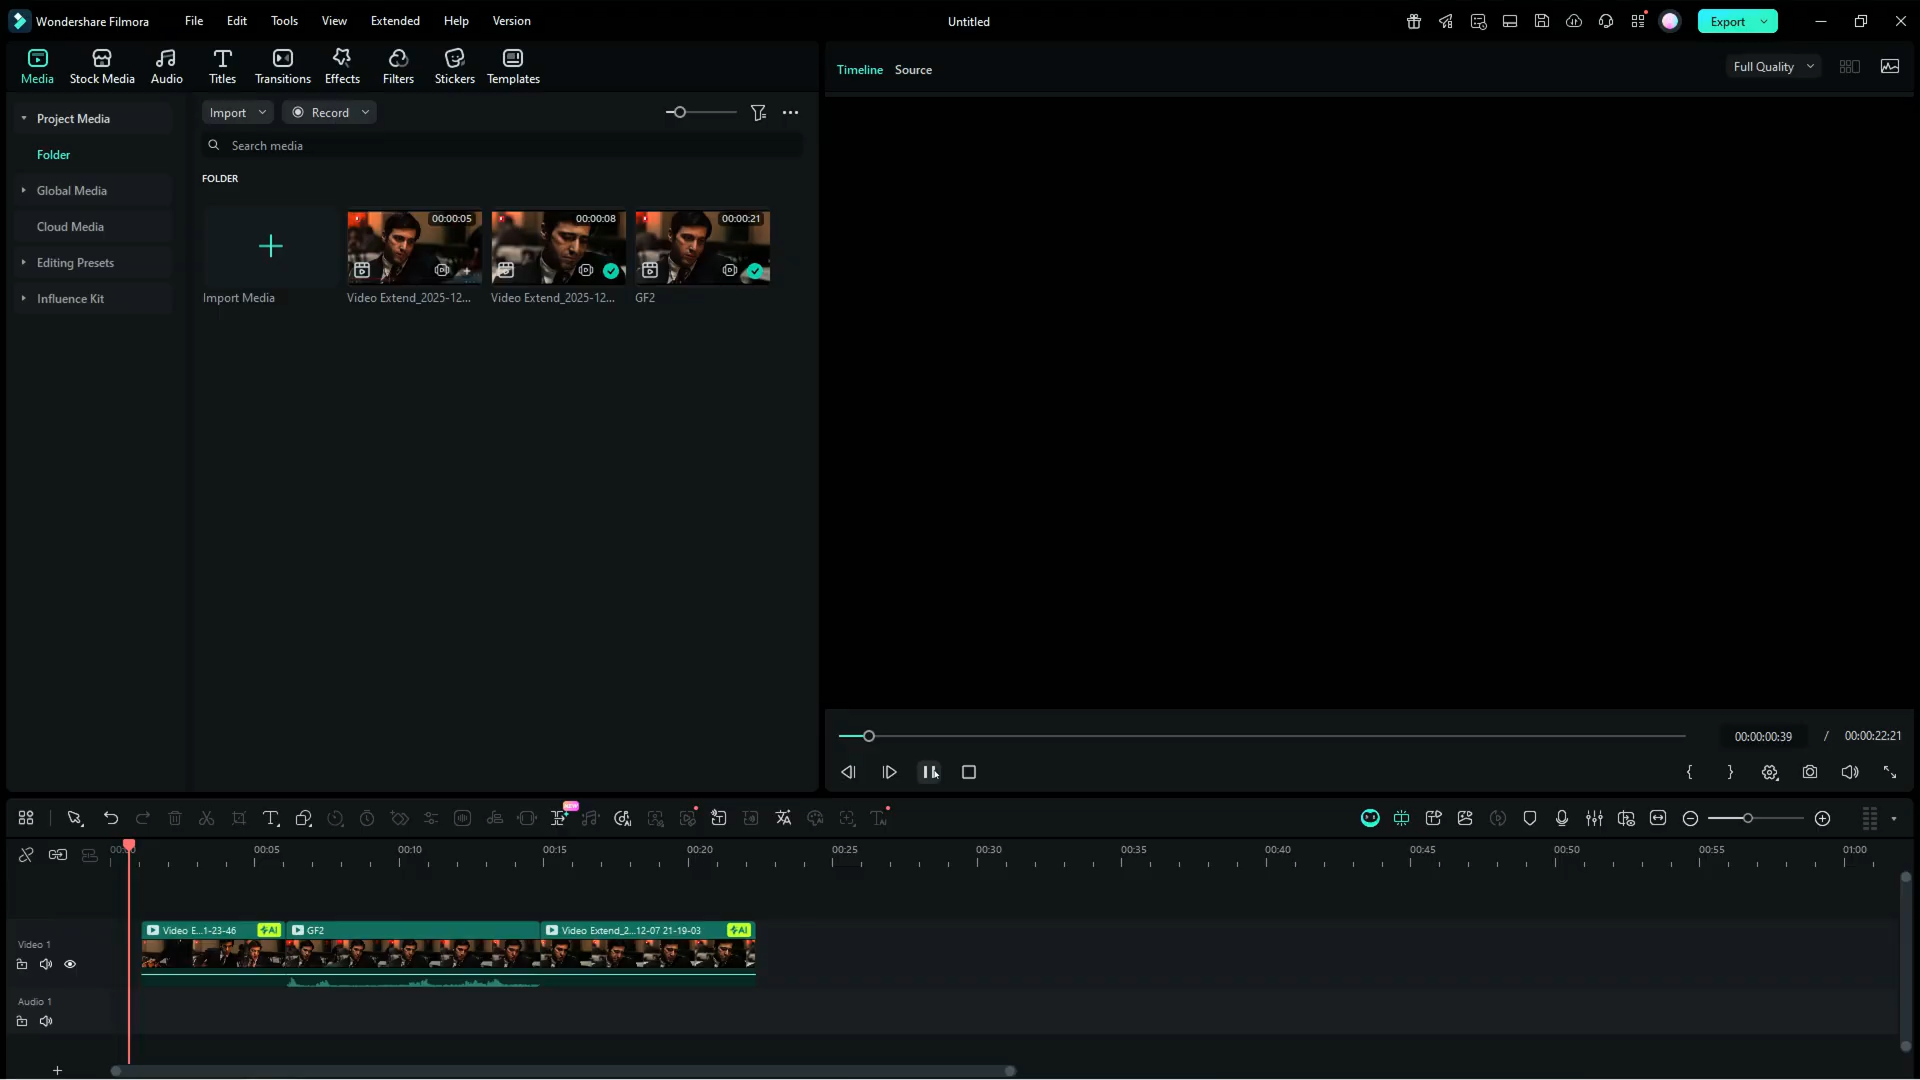 Wondershare Filmora
File
Edit
Tools
View
Extended
Help
Version
Untitled
Export
Media
Stock Media
Audio
Titles
Transitions
Effects
Filters
Stickers
Templates
Timeline
Source
Full Quality
Project Media
Folder
Global Media
Cloud Media
Editing Presets
Influence Kit
Import
Record
Search media
FOLDER
00:00:05
00:00:08
00:00:21
Import Media
Video Extend_2025-12...
Video Extend_2025-12...
GF2
00:00:00:39
/
00:00:22:21
NEW
00:05
00:10
00:15
00:20
00:25
00:30
00:35
00:40
00:45
00:50
00:55
01:00
Video E...1-23-46
AI
GF2
Video Extend_2...12-07 21-19-03
AI
Video 1
Audio 1